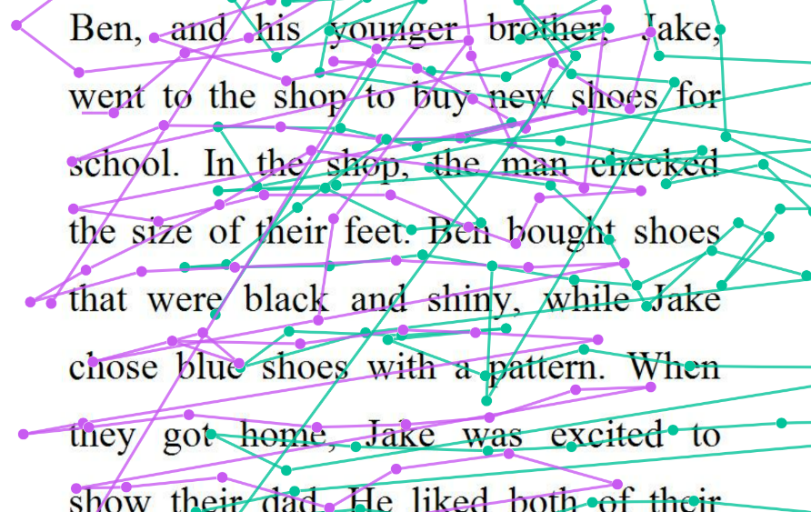 Ben, and his younger brother, Jake,
went to the shop to buy new shoes for
school. In the shop, the man checked
the size of their feet. Ben bought shoes
that were black and shiny, while Jake
chose blue shoes with a pattern. When
they got home, Jake was excited to
show their dad. He liked both of their